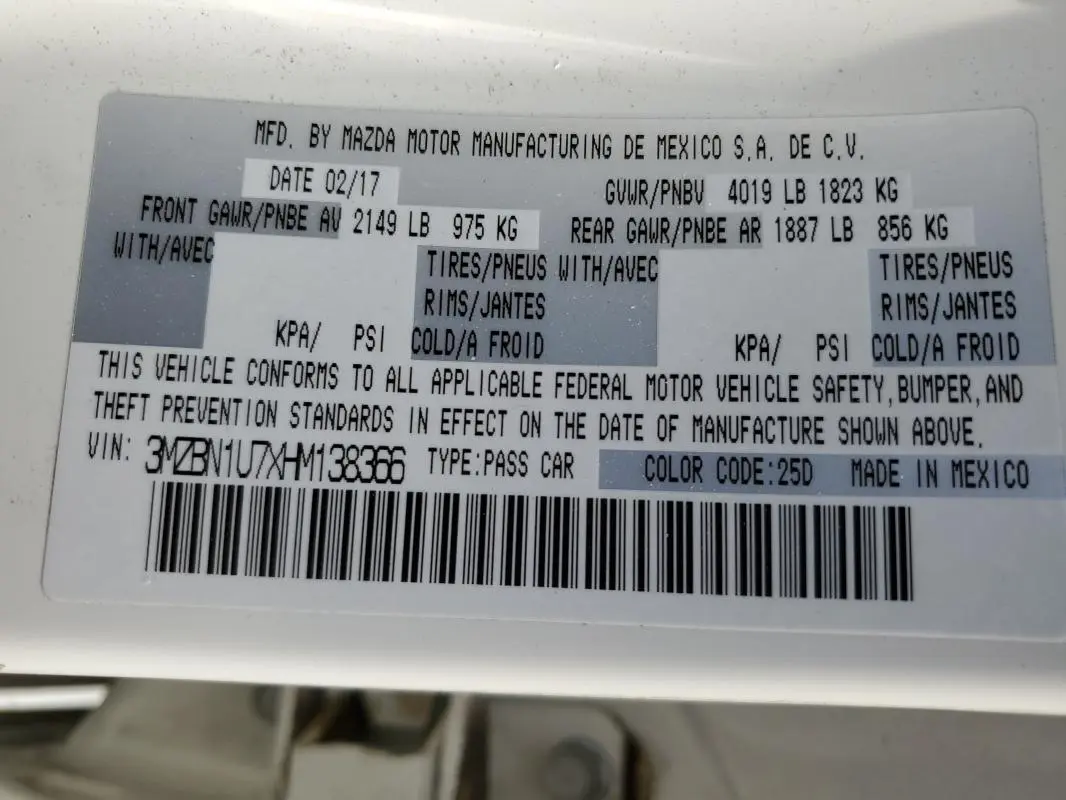 MFD. BY MAZDA MOTOR MANUFACTURING DE MEXICO S.A. DE C.V.
DATE 02/17 GVWR/PNBV 4019 LB 1823 KG
FRONT GAWR/PNBE AV 2149 LB 975 KG REAR GAWR/PNBE AR 1887 LB 856 KG
WITH/AVEC TIRES/PNEUS WITH/AVEC TIRES/PNEUS
RIMS/JANTES RIMS/JANTES
KPA/ PSI COLD/A FROID KPA/ PSI COLD/A FROID
THIS VEHICLE CONFORMS TO ALL APPLICABLE FEDERAL MOTOR VEHICLE SAFETY, BUMPER, AND
THEFT PREVENTION STANDARDS IN EFFECT ON THE DATE OF MANUFACTURE SHOWN ABOVE.
VIN: 3MZBN1U7XHM138366 TYPE:PASS CAR COLOR CODE:25D MADE IN MEXICO